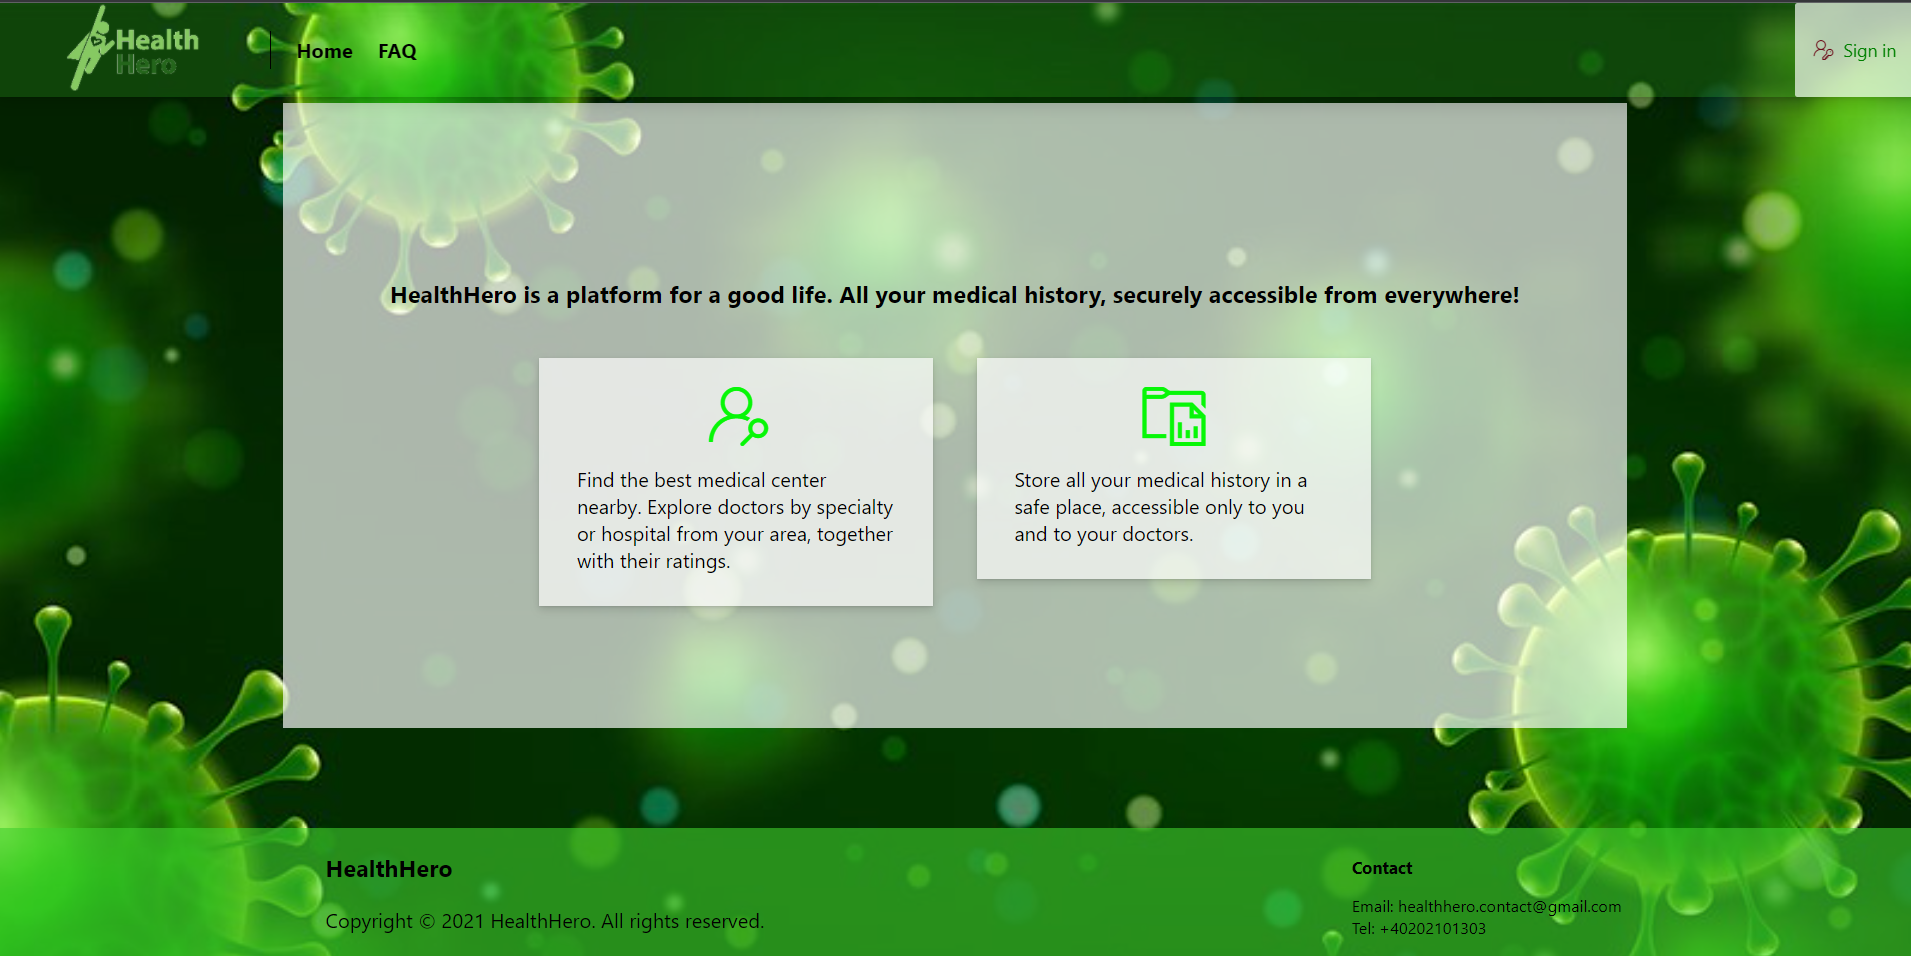 Health
Hero
Home
FAQ
Sign in
HealthHero is a platform for a good life. All your medical history, securely accessible from everywhere!
Find the best medical center
nearby. Explore doctors by specialty
or hospital from your area, together
with their ratings.
Store all your medical history in a
safe place, accessible only to you
and to your doctors.
HealthHero
Copyright © 2021 HealthHero. All rights reserved.
Contact
Email: healthhero.contact@gmail.com
Tel: +40202101303